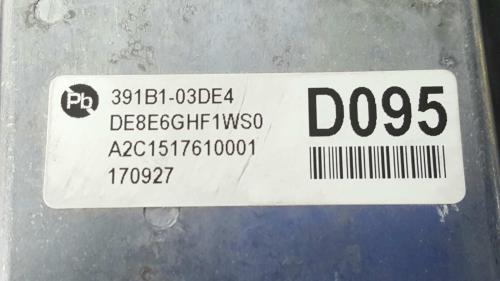 Pb
391B1-03DE4
DE8E6GHF1WS0
A2C1517610001
170927
D095